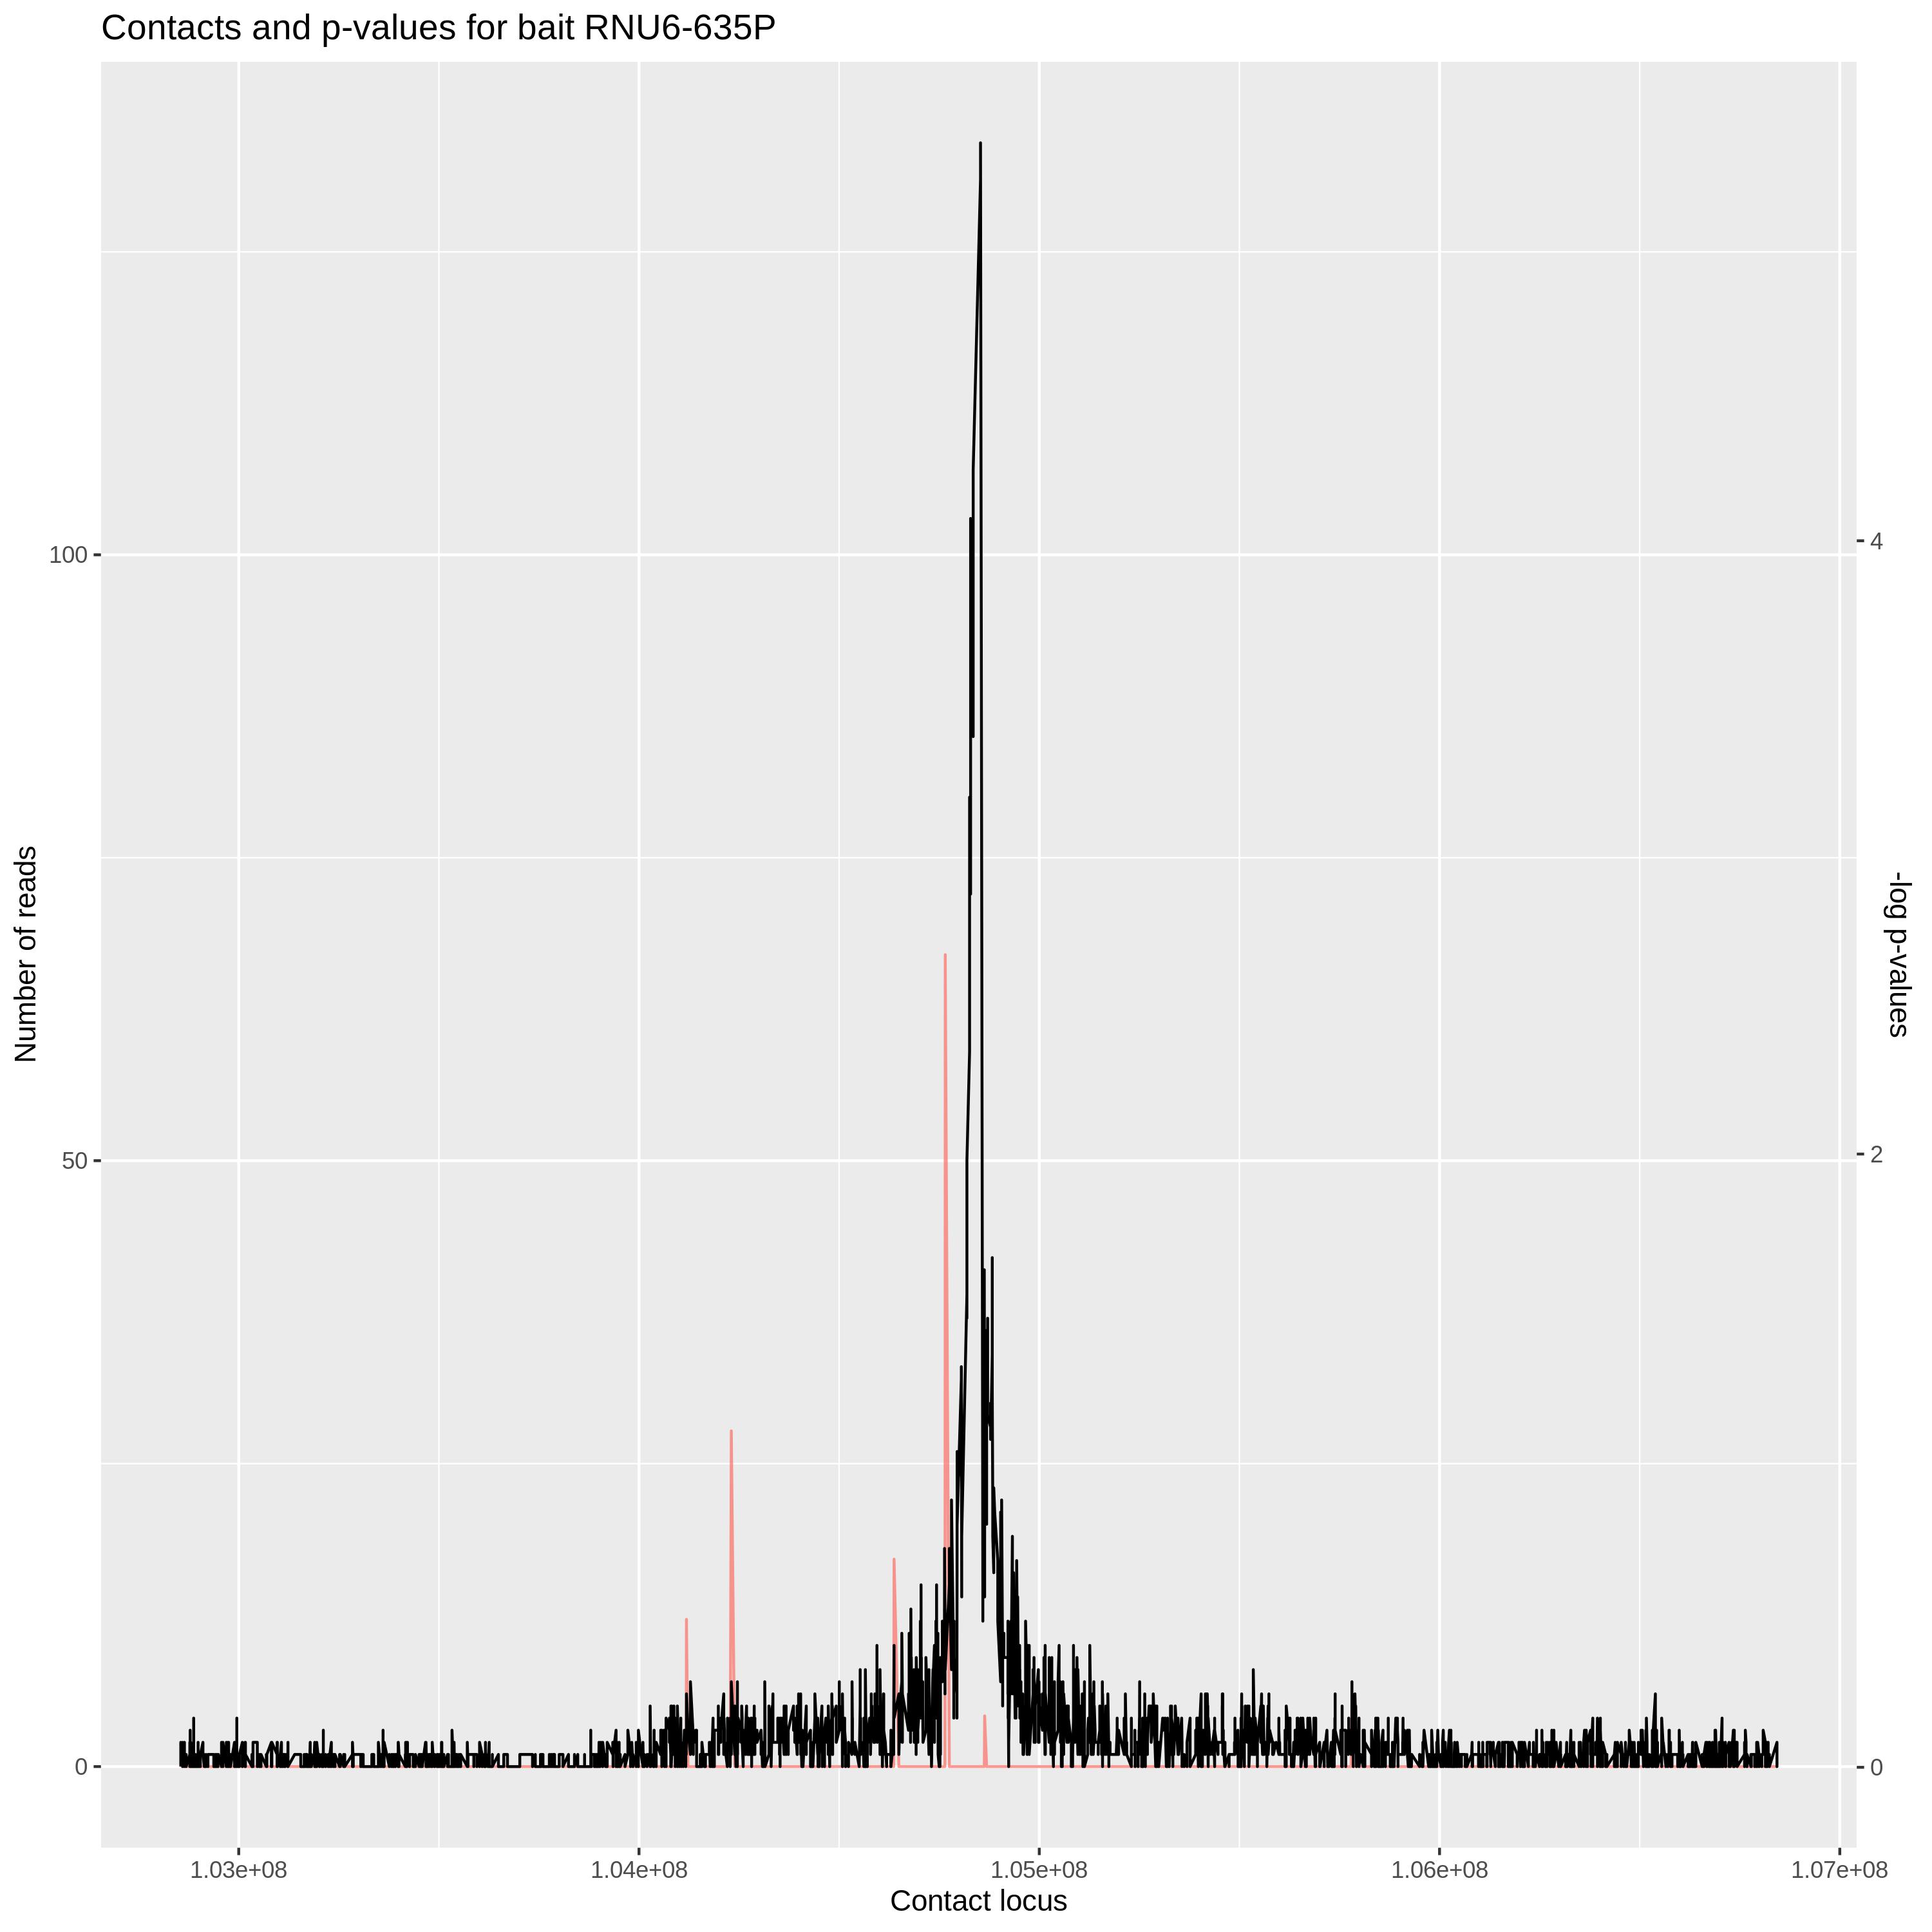 Contacts and p-values for bait RNU6-635P
Number of reads
100
50
0
4
2
0
-log p-values
1.03e+08
1.04e+08
1.05e+08
1.06e+08
1.07e+08
Contact locus